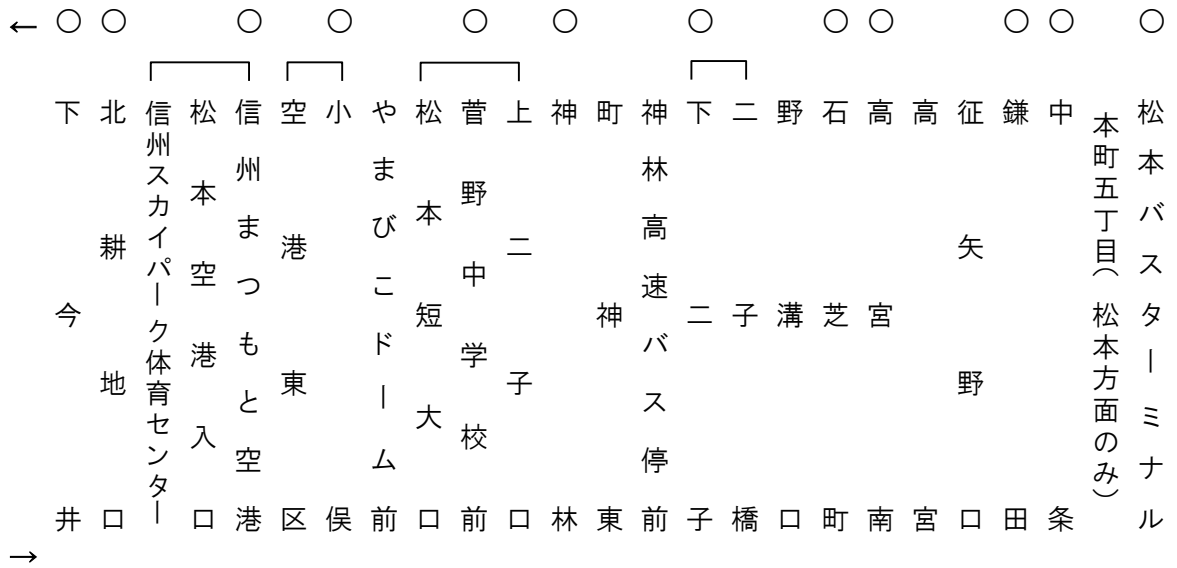 松本バスターミナル
本町五丁目（松本方面のみ）
中条
鎌田
征矢野口
高宮
高宮南
石芝町
野溝口
二子橋
下二子
神林高速バス停前
町神東
神林
上二子口
菅野中学校前
松本短大口
やまびこドーム前
小俣
空港東区
信州まつもと空港
松本空港入口
信州スカイパーク体育センター
北耕地口
下今井